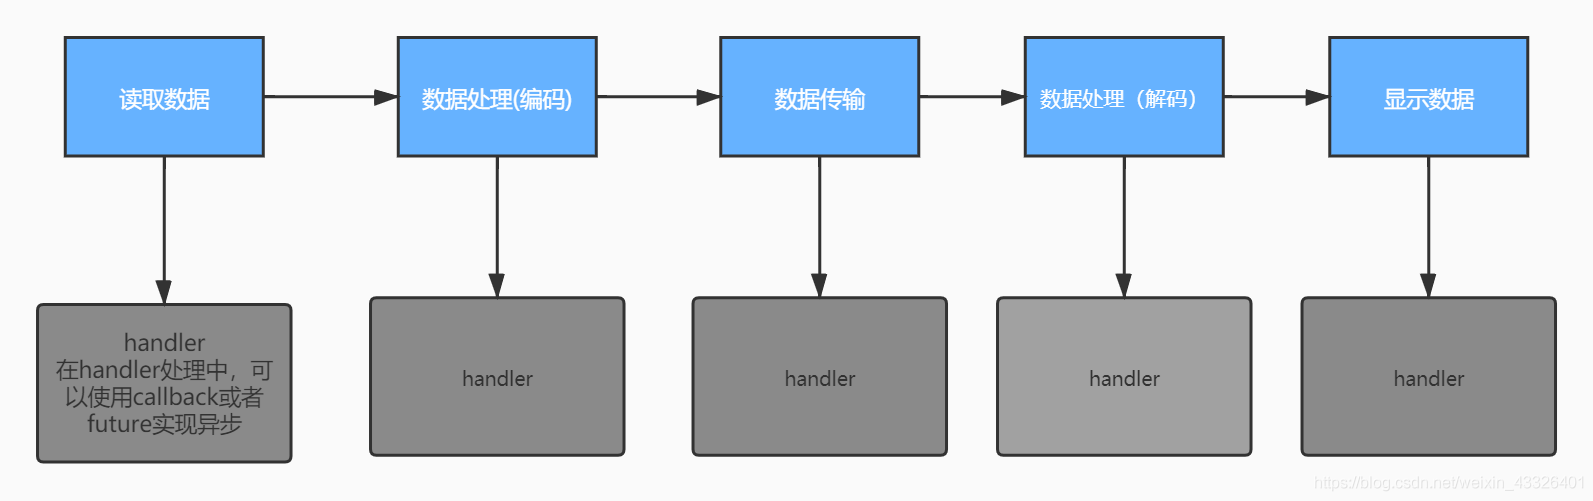 读取数据
数据处理(编码)
数据传输
数据处理（解码）
显示数据
handler
在handler处理中，可
以使用callback或者
future实现异步
handler
handler
handler
handler
https://blog.csdn.net/weixin_43326401